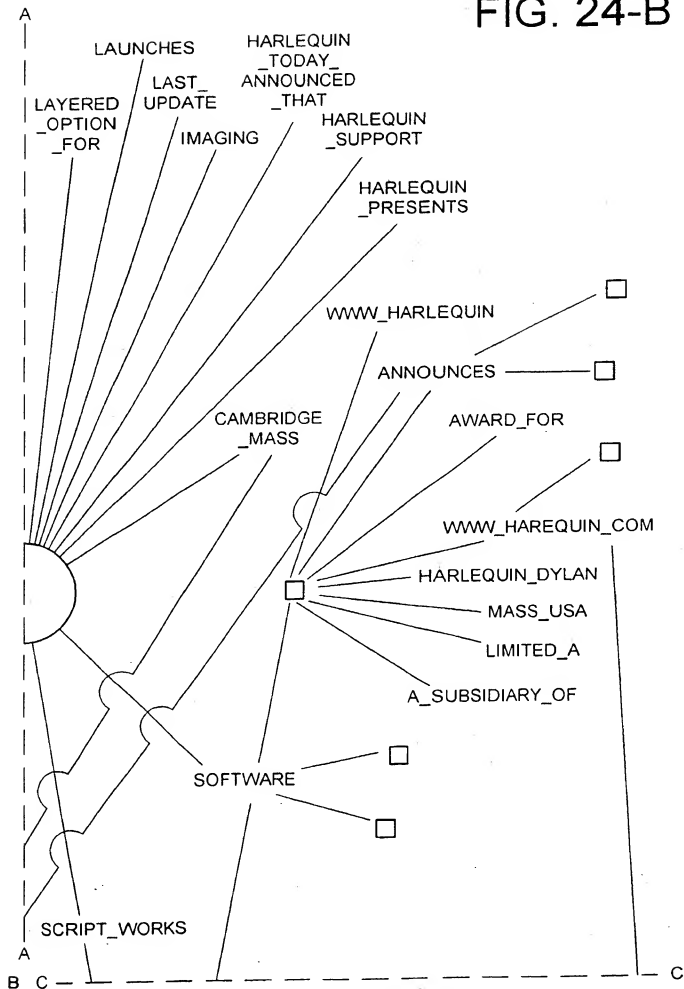 FIG. 24-B
A
LAUNCHES
HARLEQUIN
_TODAY_
ANNOUNCED
_THAT
LAST_
UPDATE
LAYERED
_OPTION
_FOR
IMAGING
HARLEQUIN
_SUPPORT
HARLEQUIN
_PRESENTS
WWW_HARLEQUIN
ANNOUNCES
CAMBRIDGE
_MASS
AWARD_FOR
WWW_HAREQUIN_COM
HARLEQUIN_DYLAN
MASS_USA
LIMITED_A
A_SUBSIDIARY_OF
SOFTWARE
SCRIPT_WORKS
A
B C
C